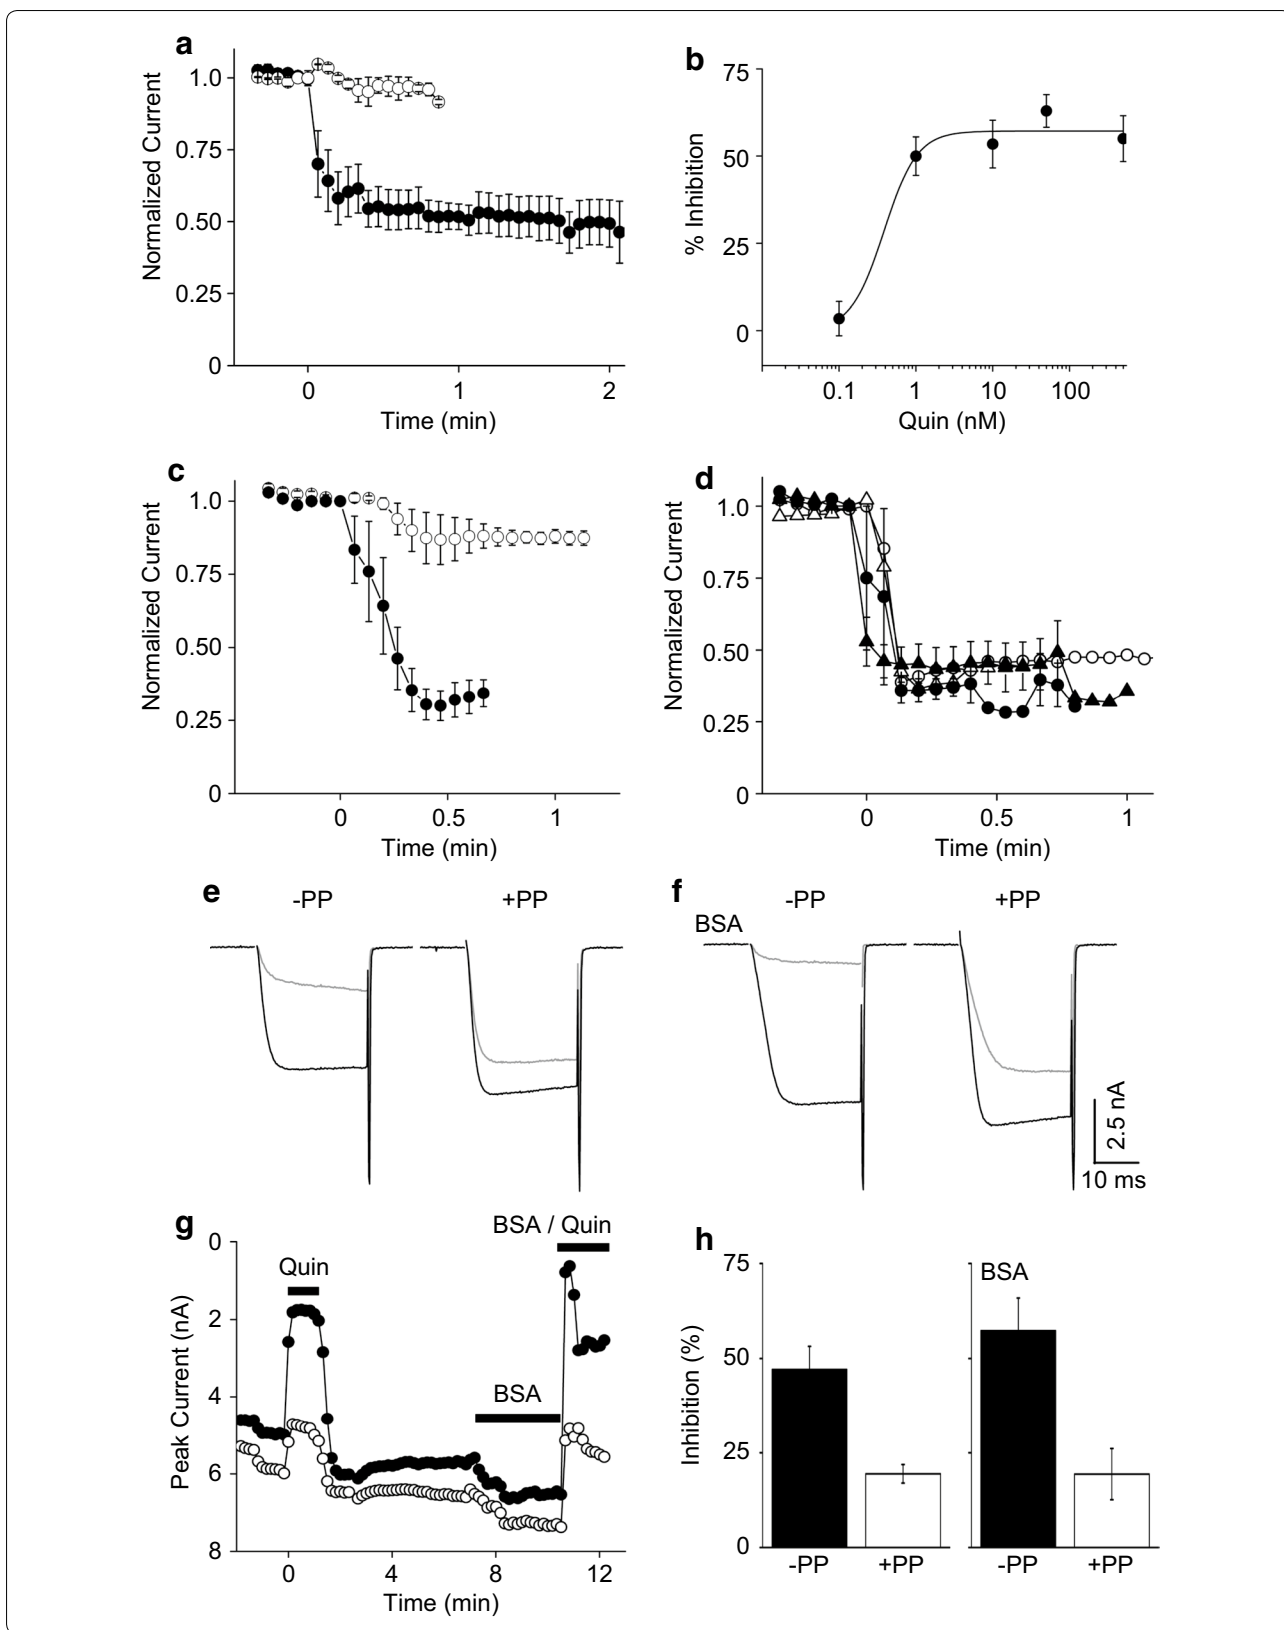 a
1.0
0.75
0.50
0.25
0
Normalized Current
0
1
2
Time (min)
b
75
50
25
0
% Inhibition
0.1
1
10
100
Quin (nM)
c
1.0
0.75
0.50
0.25
0
Normalized Current
0
0.5
1
Time (min)
d
1.0
0.75
0.50
0.25
0
Normalized Current
0
0.5
1
Time (min)
e
-PP
+PP
f
-PP
+PP
BSA
2.5 nA
10 ms
g
BSA / Quin
Quin
BSA
0
2
4
6
8
Peak Current (nA)
0
4
8
12
Time (min)
h
75
50
25
0
Inhibition (%)
BSA
-PP
+PP
-PP
+PP